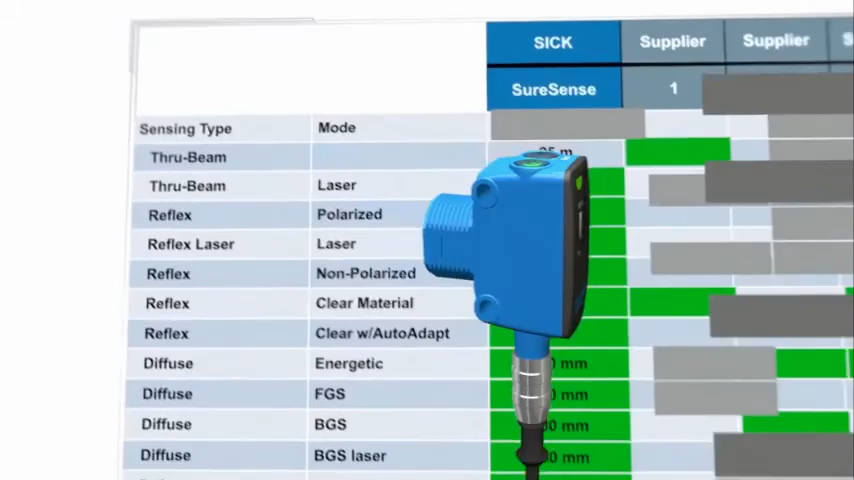 SICK Supplier Supplier
SureSense 1
Sensing Type Mode
Thru-Beam
Thru-Beam Laser
Reflex Polarized
Reflex Laser Laser
Reflex Non-Polarized
Reflex Clear Material
Reflex Clear w/AutoAdapt
Diffuse Energetic mm
Diffuse FGS mm
Diffuse BGS mm
Diffuse BGS laser mm